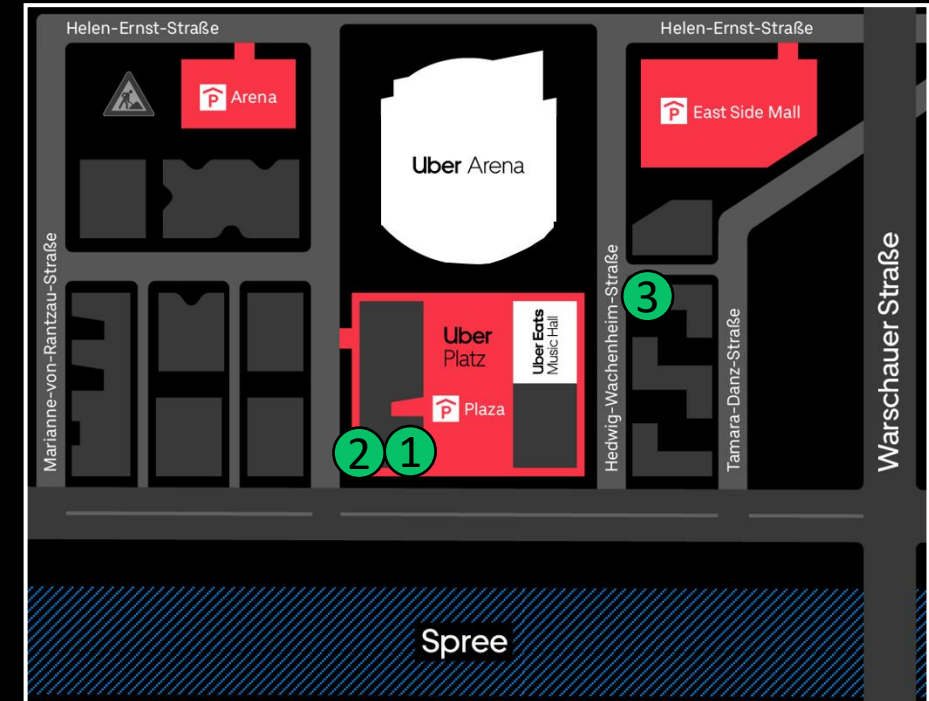 Helen-Ernst-Straße
Helen-Ernst-Straße
P Arena
P East Side Mall
Uber Arena
Marianne-von-Rantzau-Straße
Hedwig-Wachenheim-Straße
Tamara-Danz-Straße
Warschauer Straße
3
Uber
Platz
Uber Eats
Music Hall
P Plaza
2
1
Spree